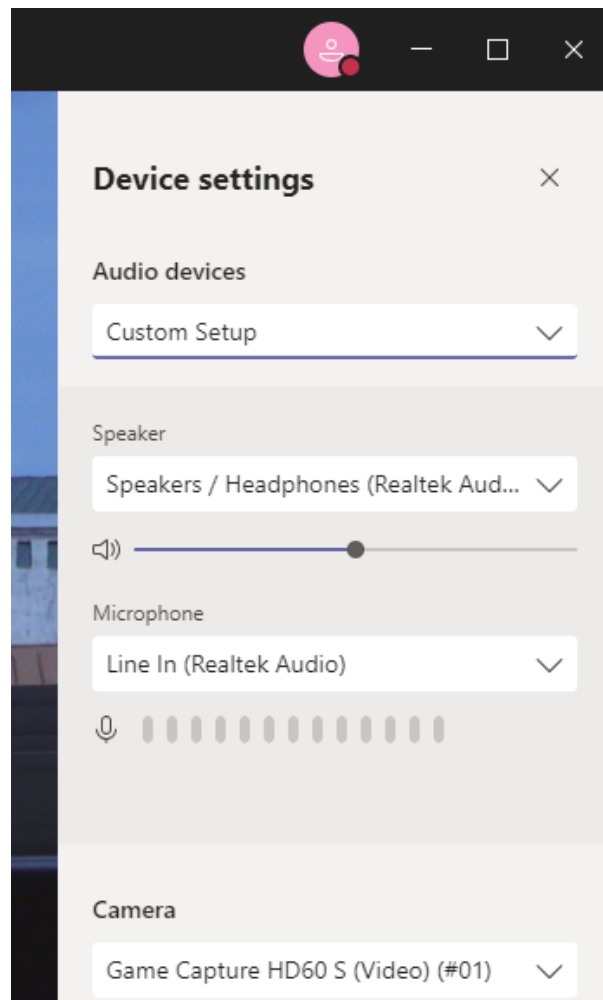 Device settings
Audio devices
Custom Setup
Speaker
Speakers / Headphones (Realtek Aud...
Microphone
Line In (Realtek Audio)
Camera
Game Capture HD60 S (Video) (#01)